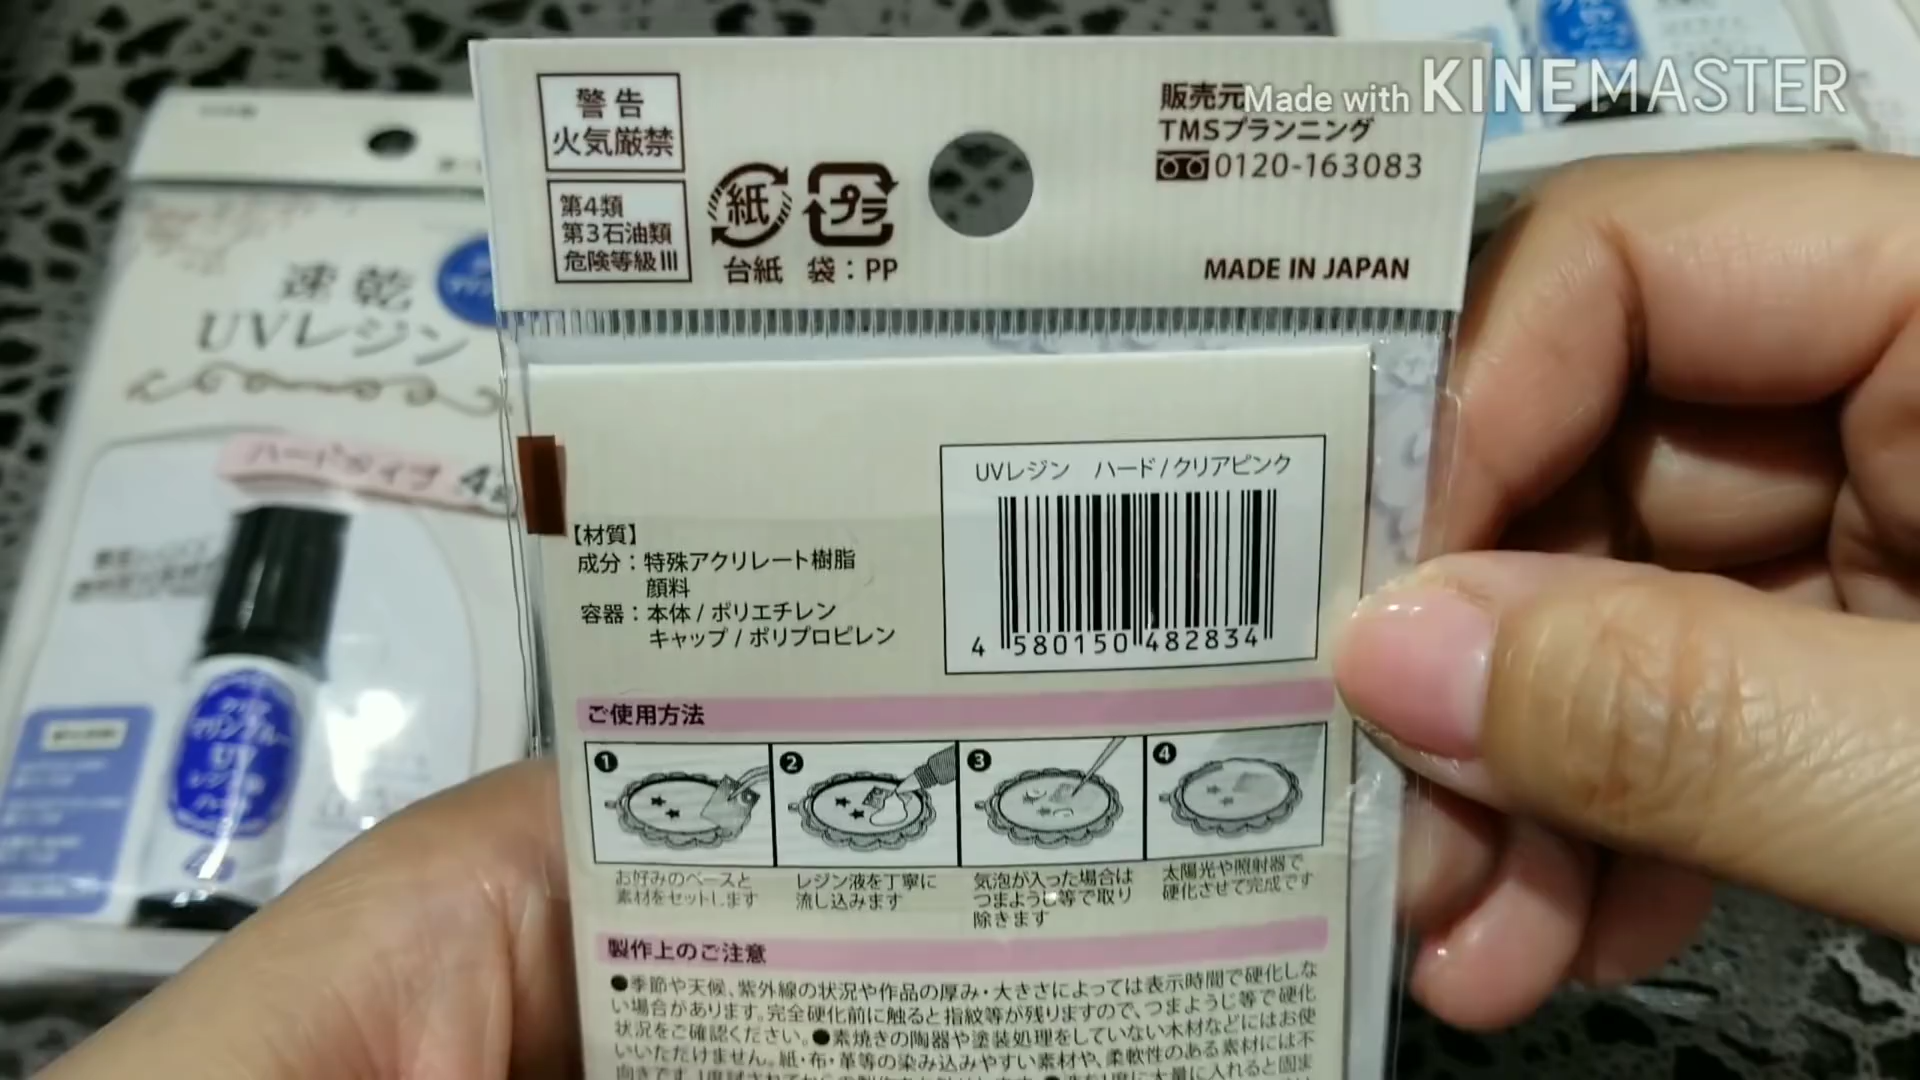 警告
火気厳禁
第4類
第3石油類
危険等級III
紙
プラ
台紙 袋：PP
販売元
TMSプランニング
0120-163083
MADE IN JAPAN
Made with KINEMASTER
速乾
UVレジン
ハードタイプ
マリンブルー
UV
UVレジン ハード/クリアピンク
4 580150 482834
【材質】
成分：特殊アクリレート樹脂
顔料
容器：本体/ポリエチレン
キャップ/ポリプロピレン
ご使用方法
1 2 3 4
お好みのベースと
素材をセットします
レジン液を丁寧に
流し込みます
気泡が入った場合は
つまようじ等で取り
除きます
太陽光や照射器で
硬化させて完成です
製作上のご注意
●季節や天候、紫外線の状況や作品の厚み・大きさによっては表示時間で硬化しな
い場合があります。完全硬化前に触ると指紋等が残りますので、つまようじ等で硬化
状況をご確認ください。●素焼きの陶器や塗装処理をしていない木材などにはお使
いいただけません。紙・布・革等の染み込みやすい素材や、柔軟性のある素材には不